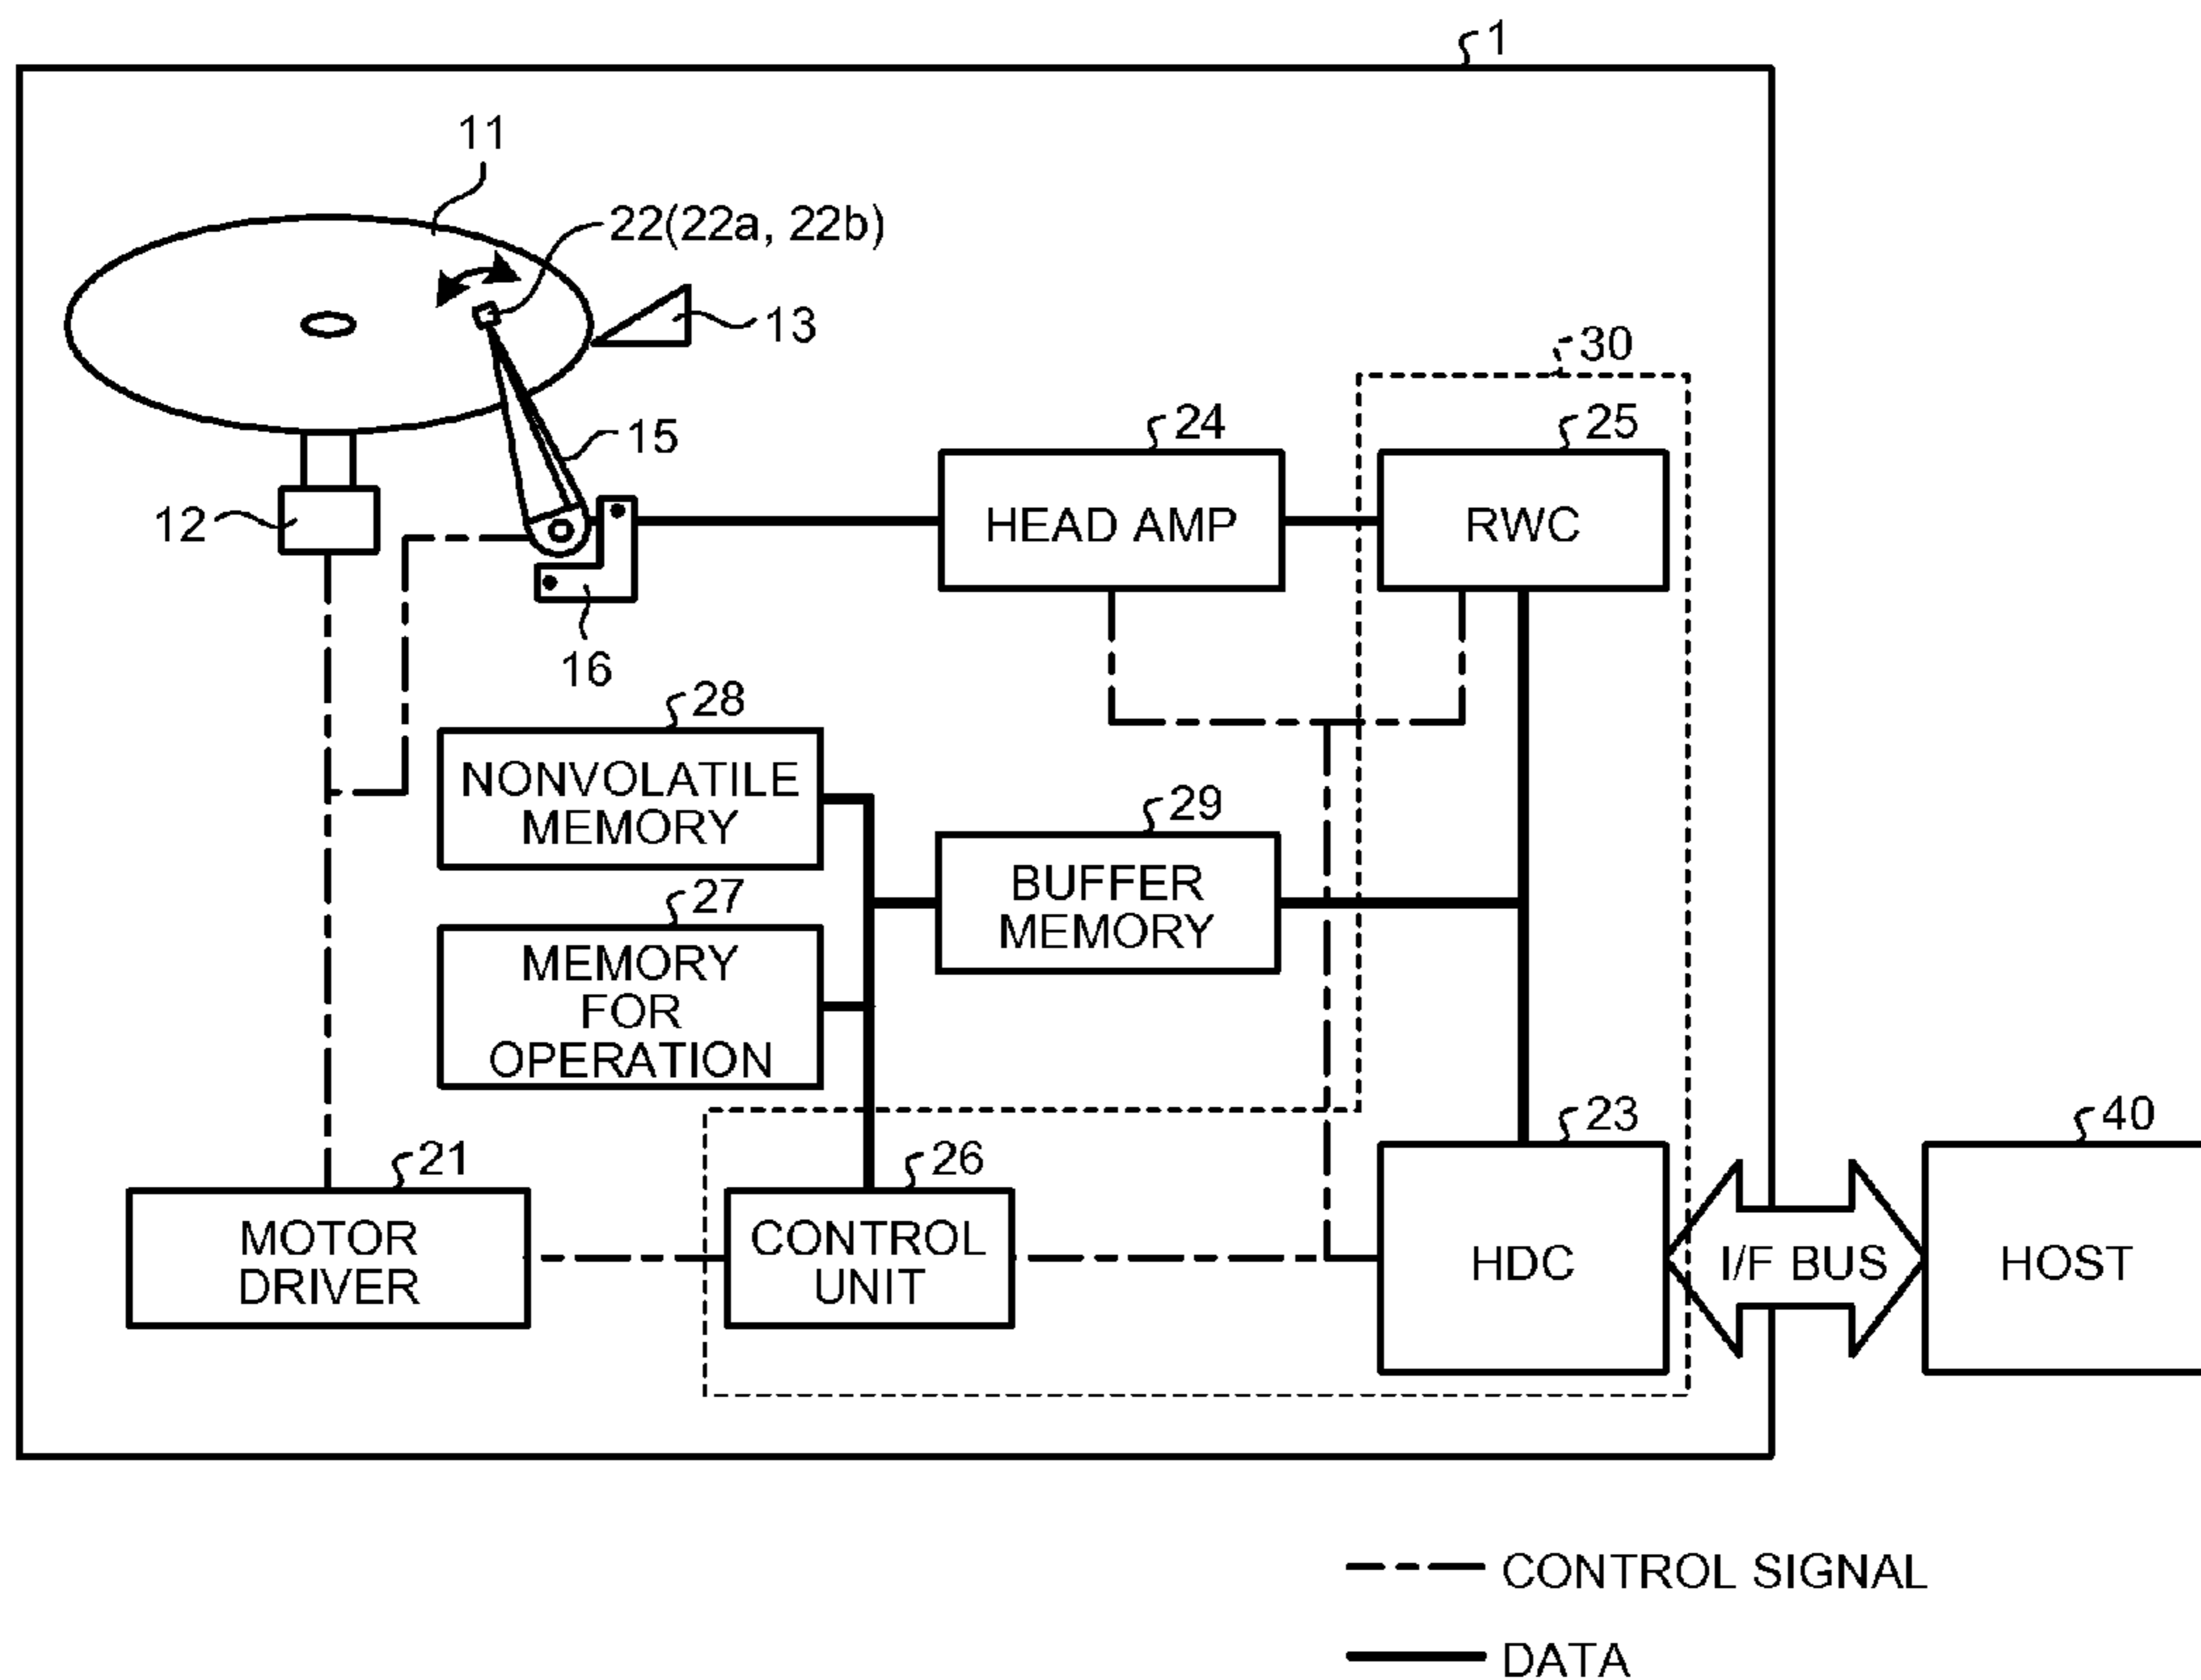 1
11
22(22a, 22b)
13
30
15
24
25
12
HEAD AMP
RWC
16
28
NONVOLATILE
MEMORY
29
BUFFER
MEMORY
27
MEMORY
FOR
OPERATION
23
40
21
26
MOTOR
DRIVER
CONTROL
UNIT
HDC
I/F BUS
HOST
CONTROL SIGNAL
DATA